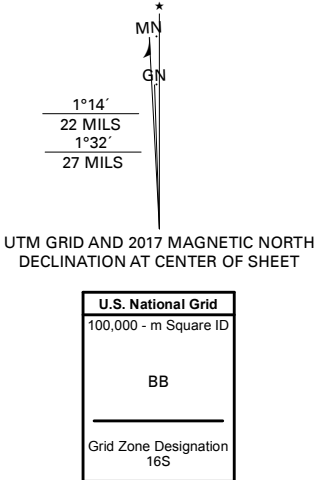 ★
MN
GN
1°14´
22 MILS
1°32´
27 MILS
UTM GRID AND 2017 MAGNETIC NORTH
DECLINATION AT CENTER OF SHEET
U.S. National Grid
100,000 - m Square ID
BB
Grid Zone Designation
16S